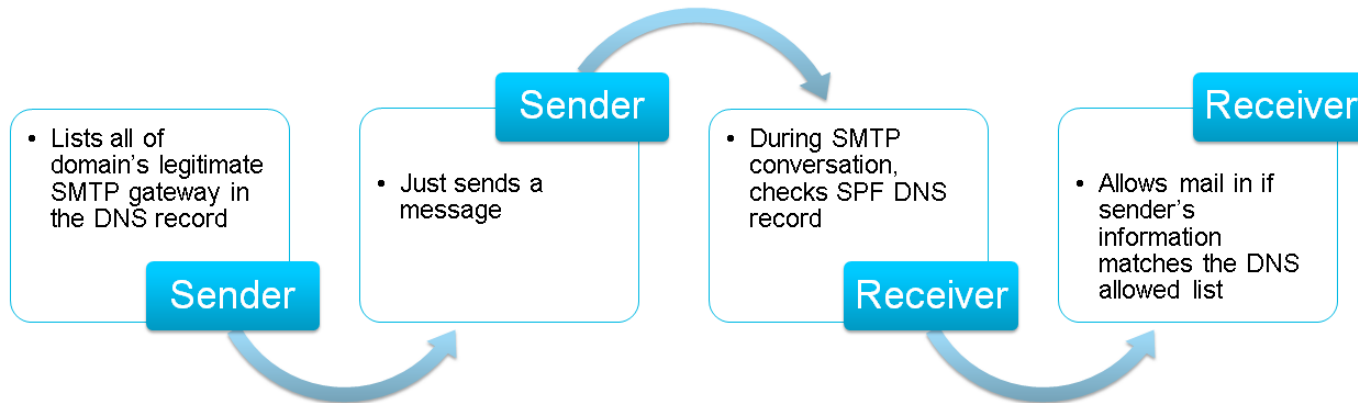 • Lists all of
domain's legitimate
SMTP gateway in
the DNS record
Sender
Sender
• Just sends a
message
• During SMTP
conversation,
checks SPF DNS
record
Receiver
Receiver
• Allows mail in if
sender's
information
matches the DNS
allowed list